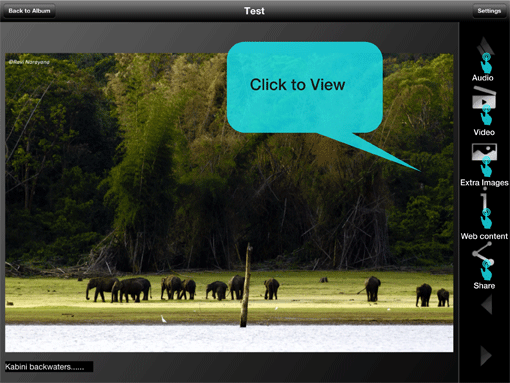 Back to Album
Test
Settings
©Ravi Narayana
Click to View
Audio
Video
Extra Images
Web content
Share
Kabini backwaters......